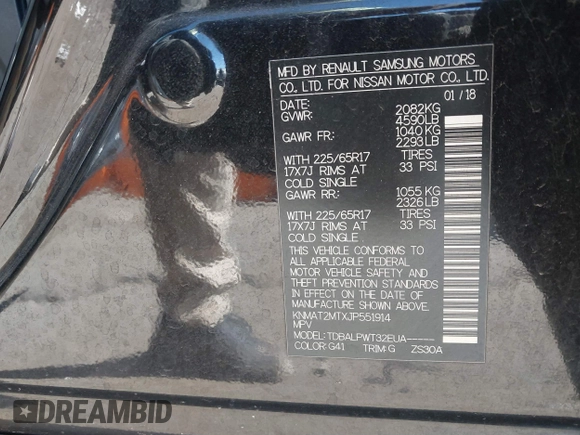 MFD BY RENAULT SAMSUNG MOTORS
CO., LTD. FOR NISSAN MOTOR CO., LTD.
DATE: 01 / 18
GVWR: 2082KG
4590LB
GAWR FR: 1040 KG
2293LB
WITH 225/65R17 TIRES
17X7J RIMS AT 33 PSI
COLD SINGLE
GAWR RR: 1055 KG
2326LB
WITH 225/65R17 TIRES
17X7J RIMS AT 33 PSI
COLD SINGLE
THIS VEHICLE CONFORMS TO
ALL APPLICABLE FEDERAL
MOTOR VEHICLE SAFETY AND
THEFT PREVENTION STANDARDS
IN EFFECT ON THE DATE OF
MANUFACTURE SHOWN ABOVE.
KNMAT2MTXJP551914
MPV
MODEL: TDBALPWT32EUA-----
COLOR: G41 TRIM: G ZS30A
DREAMBID